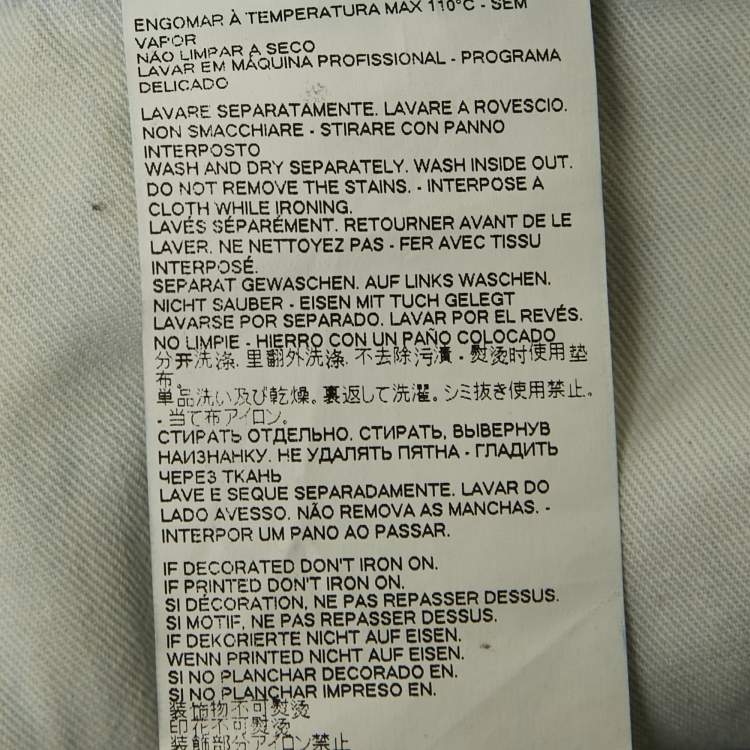 ENGOMAR À TEMPERATURA MAX 110°C - SEM
VAPOR
NÃO LIMPAR A SECO
LAVAR EM MÁQUINA PROFISSIONAL - PROGRAMA
DELICADO
LAVARE SEPARATAMENTE. LAVARE A ROVESCIO.
NON SMACCHIARE - STIRARE CON PANNO
INTERPOSTO
WASH AND DRY SEPARATELY. WASH INSIDE OUT.
DO NOT REMOVE THE STAINS. - INTERPOSE A
CLOTH WHILE IRONING.
LAVÉS SÉPARÉMENT. RETOURNER AVANT DE LE
LAVER. NE NETTOYEZ PAS - FER AVEC TISSU
INTERPOSÉ.
SEPARAT GEWASCHEN. AUF LINKS WASCHEN.
NICHT SAUBER - EISEN MIT TUCH GELEGT
LAVARSE POR SEPARADO. LAVAR POR EL REVÉS.
NO LIMPIE - HIERRO CON UN PAÑO COLOCADO
分开洗涤. 里翻外洗涤. 不去除污渍 - 熨烫时使用垫
布。
単品洗い及び乾燥。裏返して洗濯。シミ抜き使用禁止。
- 当て布アイロン。
СТИРАТЬ ОТДЕЛЬНО. СТИРАТЬ, ВЫВЕРНУВ
НАИЗНАНКУ. НЕ УДАЛЯТЬ ПЯТНА - ГЛАДИТЬ
ЧЕРЕЗ ТКАНЬ
LAVE E SEQUE SEPARADAMENTE. LAVAR DO
LADO AVESSO. NÃO REMOVA AS MANCHAS. -
INTERPOR UM PANO AO PASSAR.
IF DECORATED DON'T IRON ON.
IF PRINTED DON'T IRON ON.
SI DÉCORATION, NE PAS REPASSER DESSUS.
SI MOTIF, NE PAS REPASSER DESSUS.
IF DEKORIERTE NICHT AUF EISEN.
WENN PRINTED NICHT AUF EISEN.
SI NO PLANCHAR DECORADO EN.
SI NO PLANCHAR IMPRESO EN.
装饰物不可熨烫
印花不可熨烫
装飾部分アイロン禁止